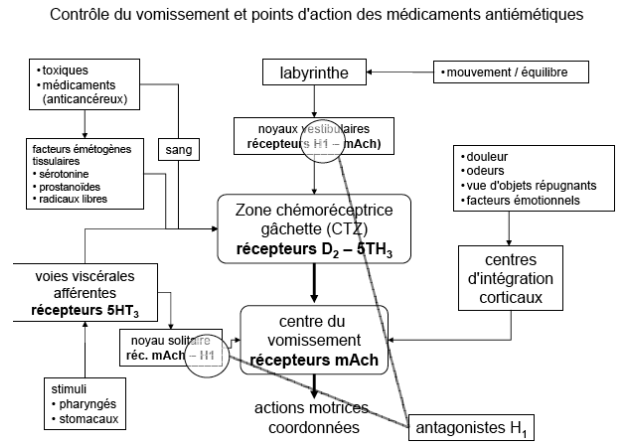 Contrôle du vomissement et points d'action des médicaments antiémétiques
• toxiques
• médicaments
(anticancéreux)
labyrinthe
• mouvement / équilibre
facteurs émétogènes
tissulaires
• sérotonine
• prostanoïdes
• radicaux libres
sang
noyaux vestibulaires
récepteurs H1 – mAch)
• douleur
• odeurs
• vue d'objets répugnants
• facteurs émotionnels
Zone chémoréceptrice
gâchette (CTZ)
récepteurs D2 – 5TH3
voies viscérales
afférentes
récepteurs 5HT3
centres
d'intégration
corticaux
noyau solitaire
réc. mAch – H1
centre du
vomissement
récepteurs mAch
stimuli
• pharyngés
• stomacaux
actions motrices
coordonnées
antagonistes H1